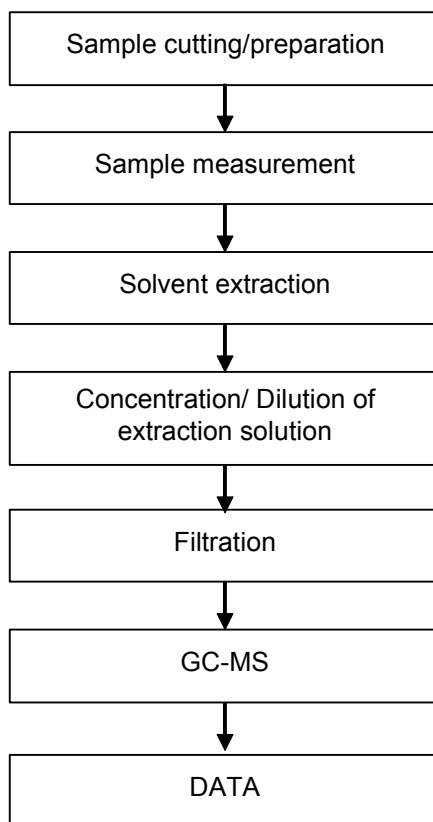 Sample cutting/preparation
Sample measurement
Solvent extraction
Concentration/ Dilution of
extraction solution
Filtration
GC-MS
DATA